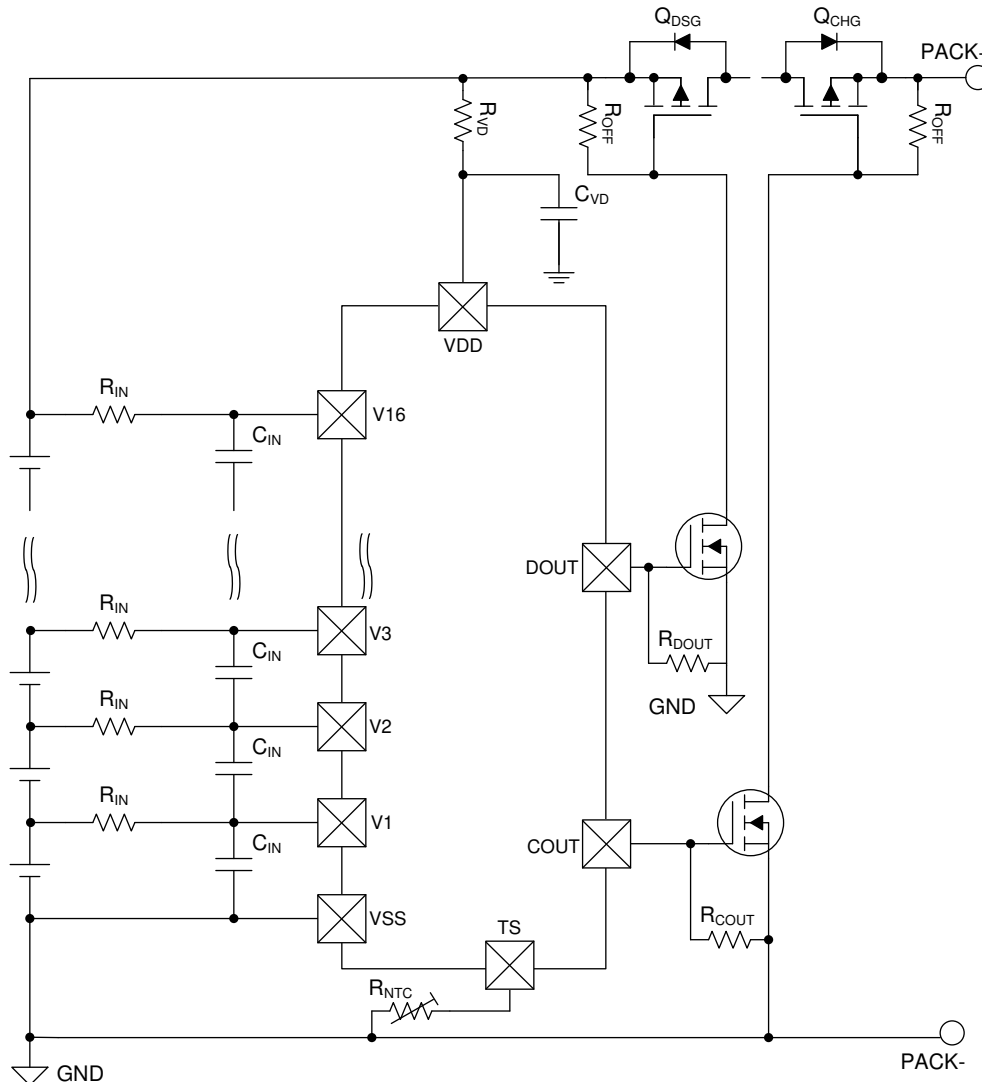 Q_DSG Q_CHG
PACK-
R_VD
R_OFF
R_OFF
C_VD
VDD
R_IN
V16
C_IN
DOUT
R_IN
V3
C_IN
R_DOUT
R_IN
V2
GND
C_IN
R_IN
V1
COUT
C_IN
VSS
TS
R_COUT
R_NTC
PACK-
GND